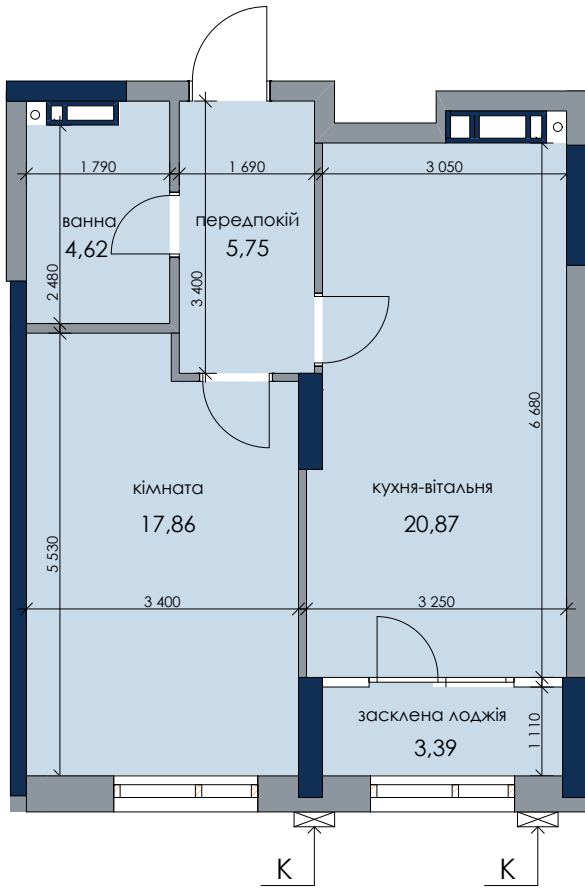 1 790
1 690
3 050
ванна
4,62
передпокій
5,75
2 480
3 400
6 680
кімната
17,86
кухня-вітальня
20,87
5 530
3 400
3 250
засклена лоджія
3,39
1 110
К
К